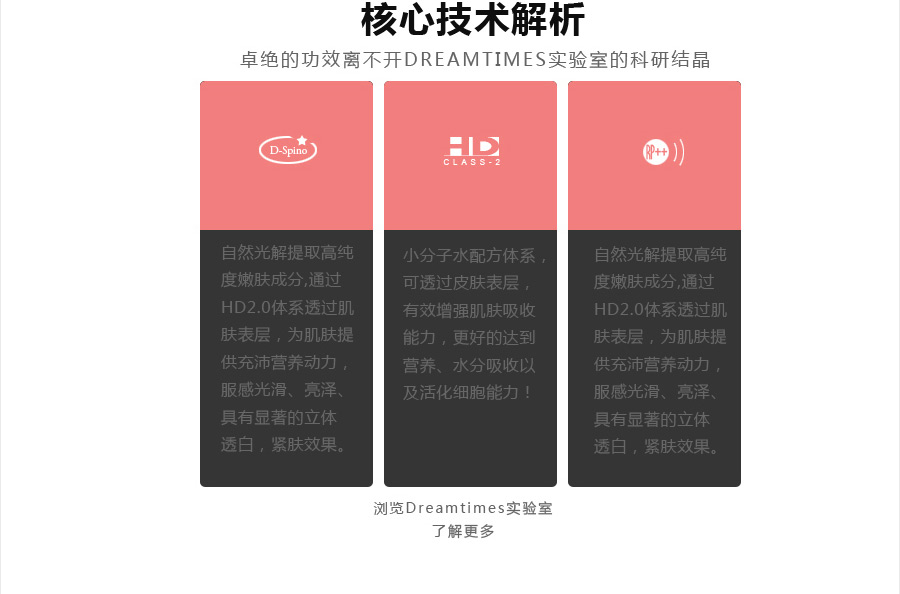 核心技术解析
卓绝的功效离不开DREAMTIMES实验室的科研结晶
D-Spino
自然光解提取高纯
度嫩肤成分,通过
HD2.0体系透过肌
肤表层，为肌肤提
供充沛营养动力，
服感光滑、亮泽、
具有显著的立体
透白，紧肤效果。
HD
CLASS-2
小分子水配方体系，
可透过皮肤表层，
有效增强肌肤吸收
能力，更好的达到
营养、水分吸收以
及活化细胞能力！
RP++
自然光解提取高纯
度嫩肤成分,通过
HD2.0体系透过肌
肤表层，为肌肤提
供充沛营养动力，
服感光滑、亮泽、
具有显著的立体
透白，紧肤效果。
浏览Dreamtimes实验室
了解更多